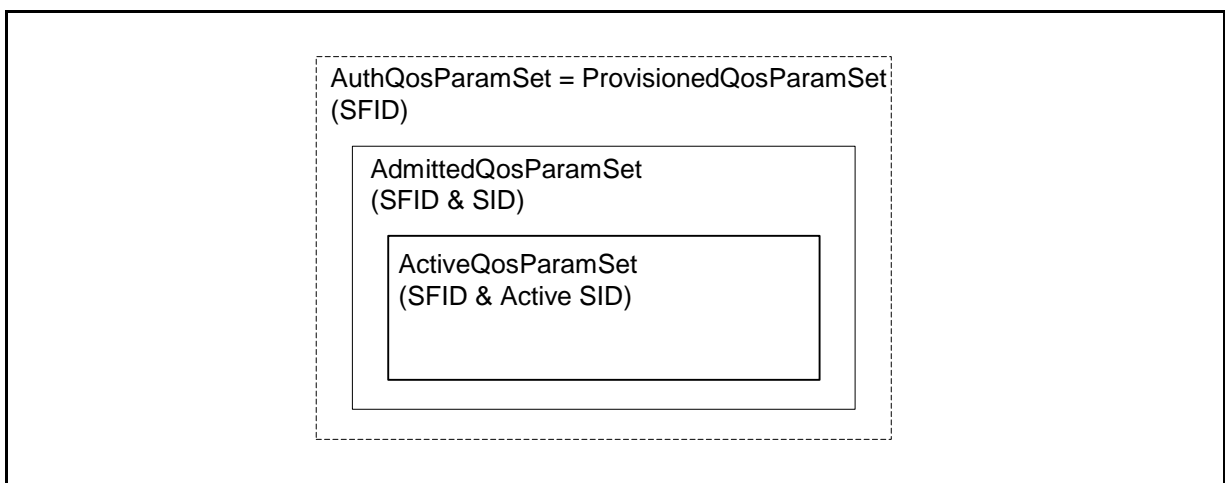 AuthQosParamSet = ProvisionedQosParamSet
(SFID)
AdmittedQosParamSet
(SFID & SID)
ActiveQosParamSet
(SFID & Active SID)